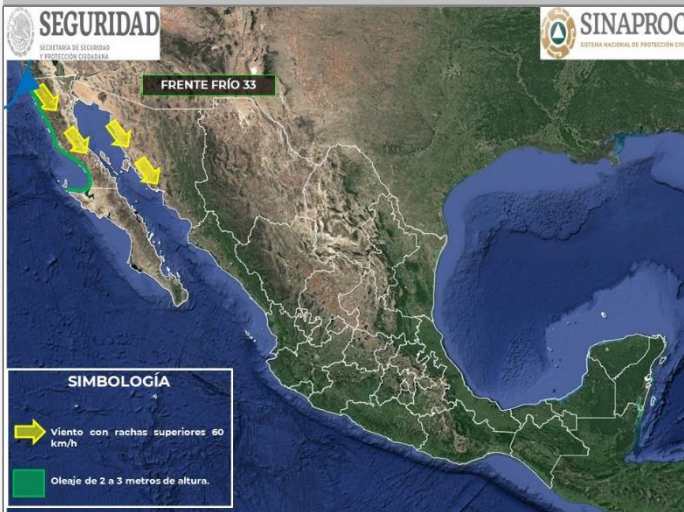 SEGURIDAD
SECRETARÍA DE SEGURIDAD
Y PROTECCIÓN CIUDADANA
SINAPROC
SISTEMA NACIONAL DE PROTECCIÓN CIV
FRENTE FRÍO 33
SIMBOLOGÍA
Viento con rachas superiores 60
km/h
Oleaje de 2 a 3 metros de altura.